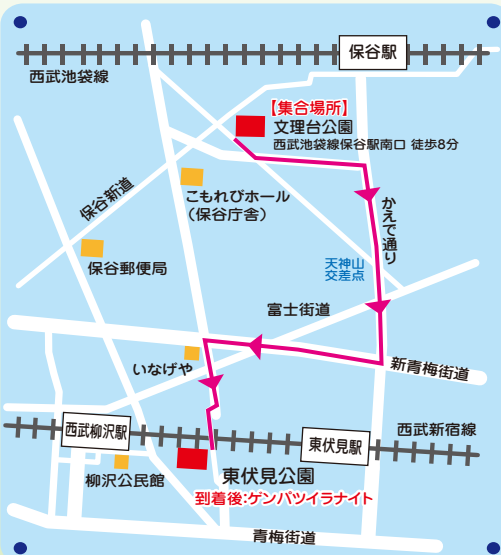 保谷駅
西武池袋線
【集合場所】
文理台公園
西武池袋線保谷駅南口 徒歩8分
保谷新道
こもれびホール
（保谷庁舎）
かえで通り
保谷郵便局
天神山
交差点
富士街道
いなげや
新青梅街道
西武柳沢駅
東伏見駅
西武新宿線
柳沢公民館
東伏見公園
到着後:ゲンパツイラナイト
青梅街道